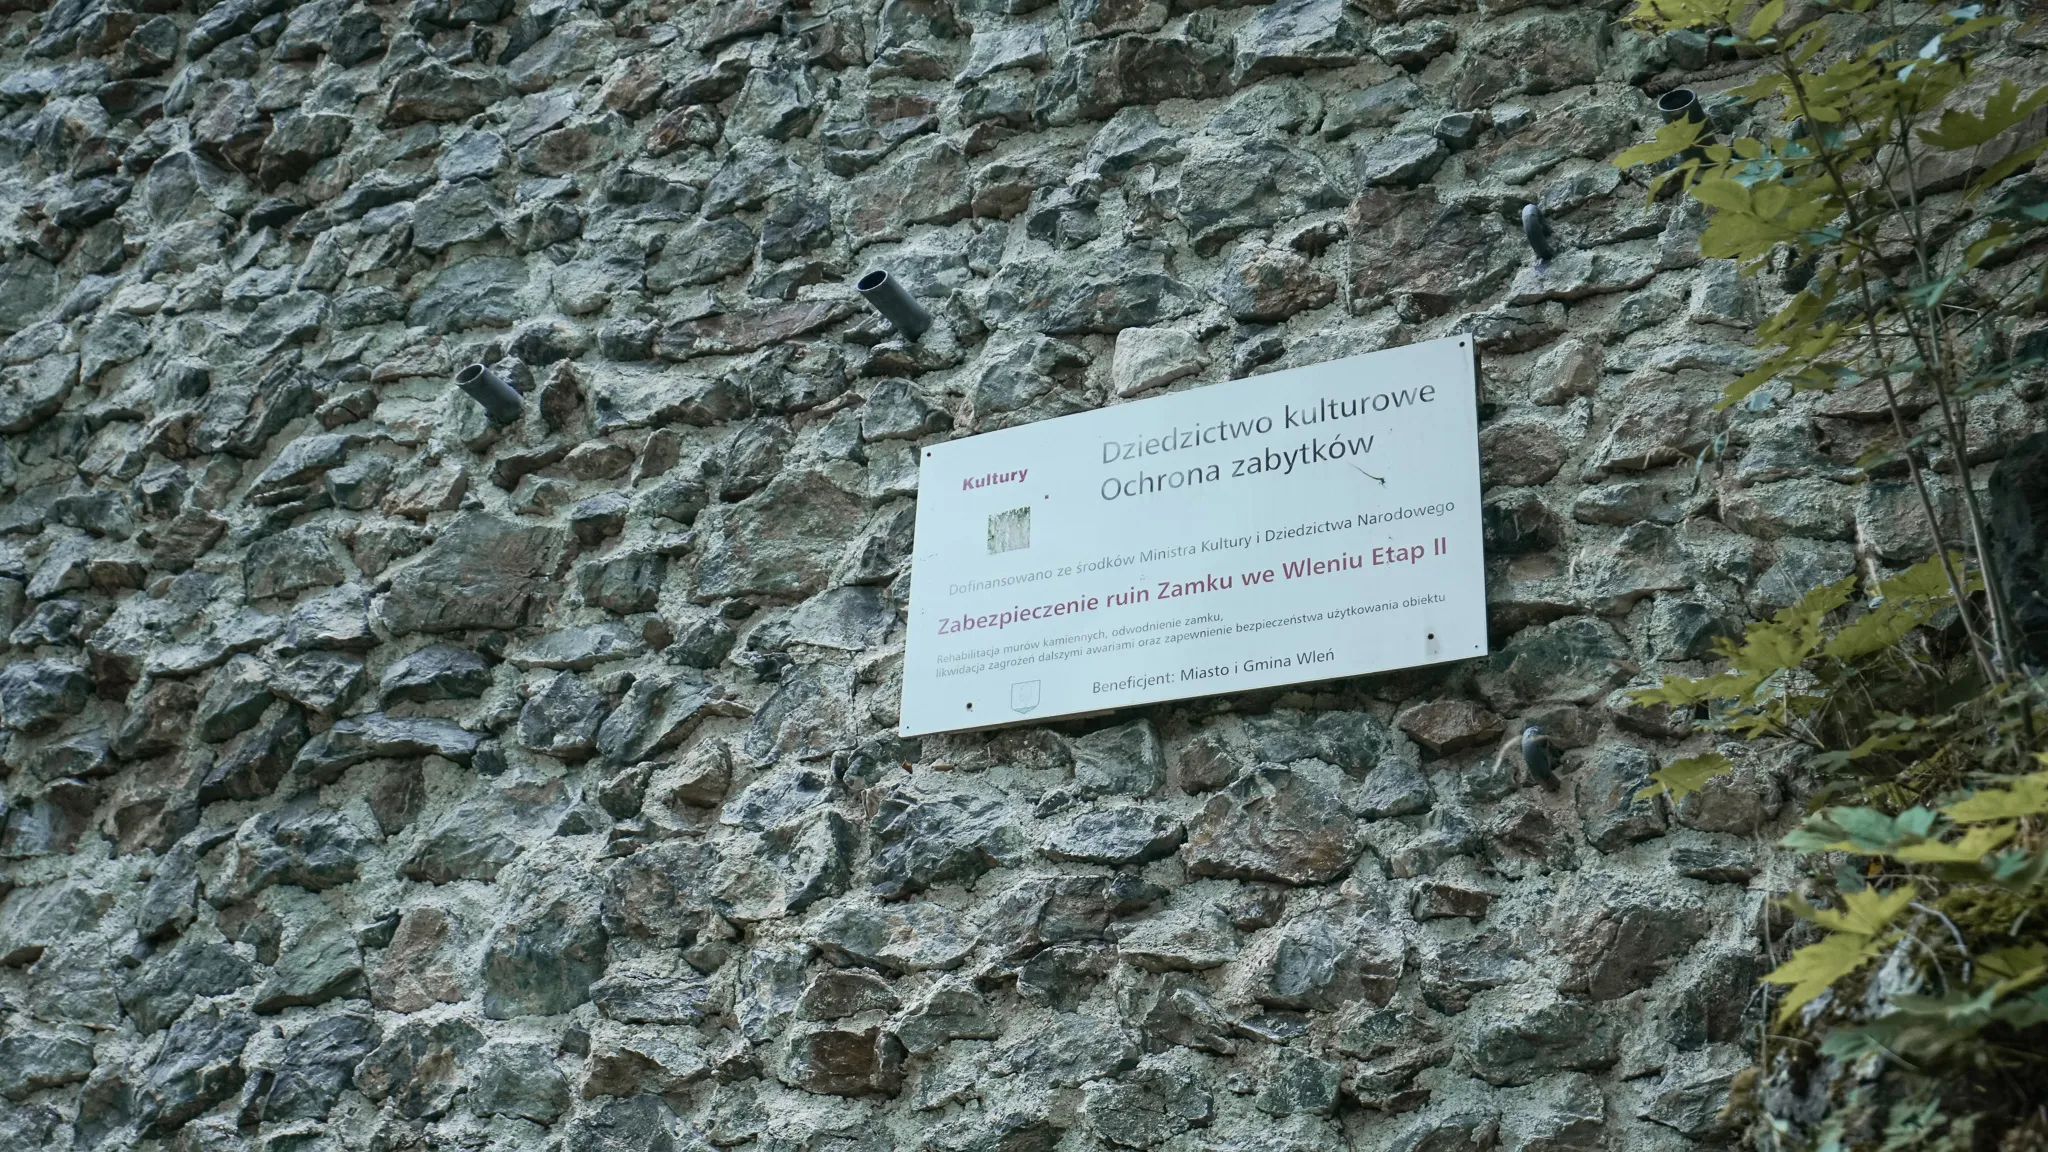 Kultury
Dziedzictwo kulturowe
Ochrona zabytków
Dofinansowano ze środków Ministra Kultury i Dziedzictwa Narodowego
Zabezpieczenie ruin Zamku we Wleniu Etap II
Rehabilitacja murów kamiennych, odwodnienie zamku,
likwidacja zagrożeń dalszymi awariami oraz zapewnienie bezpieczeństwa użytkowania obiektu
Beneficjent: Miasto i Gmina Wleń